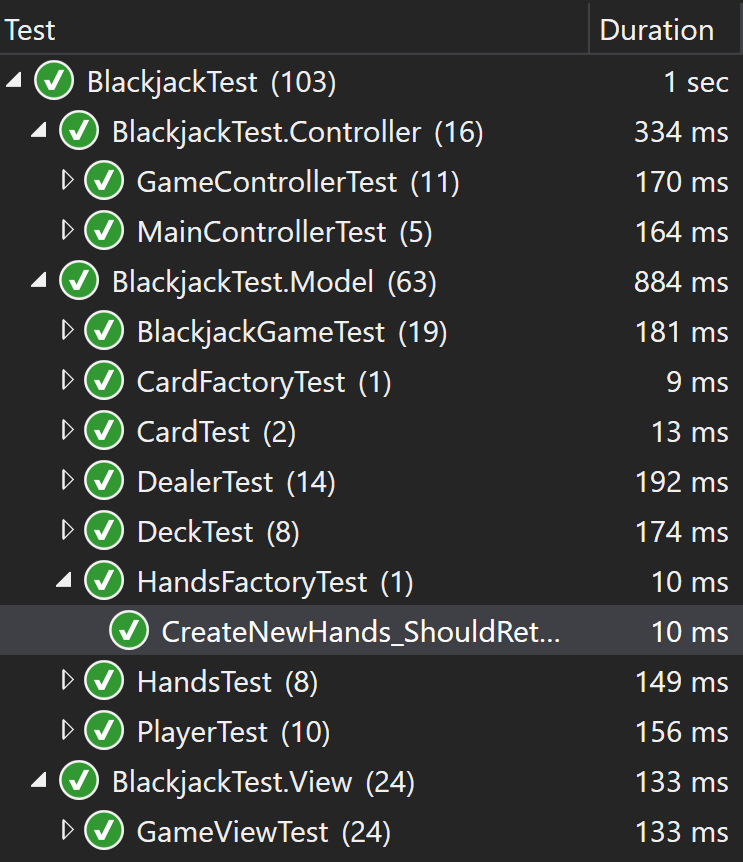 Test Duration
BlackjackTest (103) 1 sec
BlackjackTest.Controller (16) 334 ms
GameControllerTest (11) 170 ms
MainControllerTest (5) 164 ms
BlackjackTest.Model (63) 884 ms
BlackjackGameTest (19) 181 ms
CardFactoryTest (1) 9 ms
CardTest (2) 13 ms
DealerTest (14) 192 ms
DeckTest (8) 174 ms
HandsFactoryTest (1) 10 ms
CreateNewHands_ShouldRet... 10 ms
HandsTest (8) 149 ms
PlayerTest (10) 156 ms
BlackjackTest.View (24) 133 ms
GameViewTest (24) 133 ms